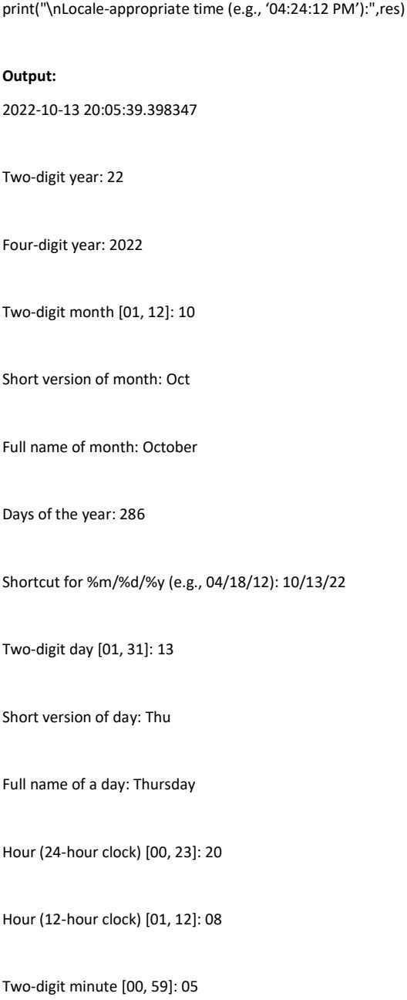 print("\nLocale-appropriate time (e.g., ‘04:24:12 PM’):",res)
Output:
2022-10-13 20:05:39.398347
Two-digit year: 22
Four-digit year: 2022
Two-digit month [01, 12]: 10
Short version of month: Oct
Full name of month: October
Days of the year: 286
Shortcut for %m/%d/%y (e.g., 04/18/12): 10/13/22
Two-digit day [01, 31]: 13
Short version of day: Thu
Full name of a day: Thursday
Hour (24-hour clock) [00, 23]: 20
Hour (12-hour clock) [01, 12]: 08
Two-digit minute [00, 59]: 05